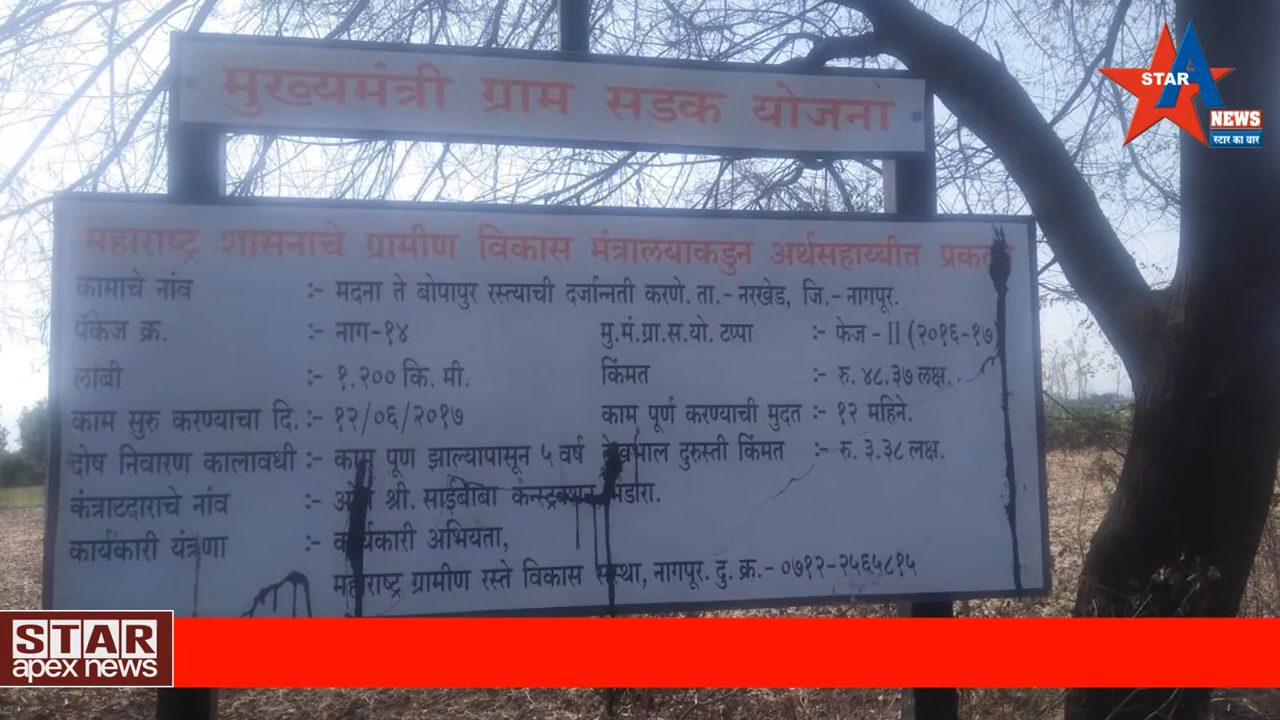 मुख्यमंत्री ग्राम सडक योजना
STAR A
NEWS
स्टार का वार
महाराष्ट्र शासनाचे ग्रामीण विकास मंत्रालयाकडुन अर्थसहाय्यीत
कामाचे नांव :- मदना ते बोपापुर रस्त्याची दर्जान्नती करणे. ता.- नरखेड, जि.- नागपूर.
पॅकेज क्र. :- नाग-१४ मु.मं.ग्रा.स.यो. टप्पा :- फेज - II (२०१६-१७)
लांबी :- १.२०० कि. मी. किंमत :- रु. ४८.३७ लक्ष.
काम सुरु करण्याचा दि. :- १२/०६/२०१७ काम पूर्ण करण्याची मुदत :- १२ महिने.
दोष निवारण कालावधी :- काम पूण झाल्यापासून ५ वर्ष दुरुस्ती किंमत :- रु. ३.३८ लक्ष.
कंत्राटदाराचे नांव :- श्री. साईबाबा कन्स्ट्रक्शन
कार्यकारी यंत्रणा :- कार्यकारी अभियता,
महाराष्ट्र ग्रामीण रस्ते विकास संस्था, नागपूर. दु. क्र.- ०७१२-२५६५८१५
STAR
apex news